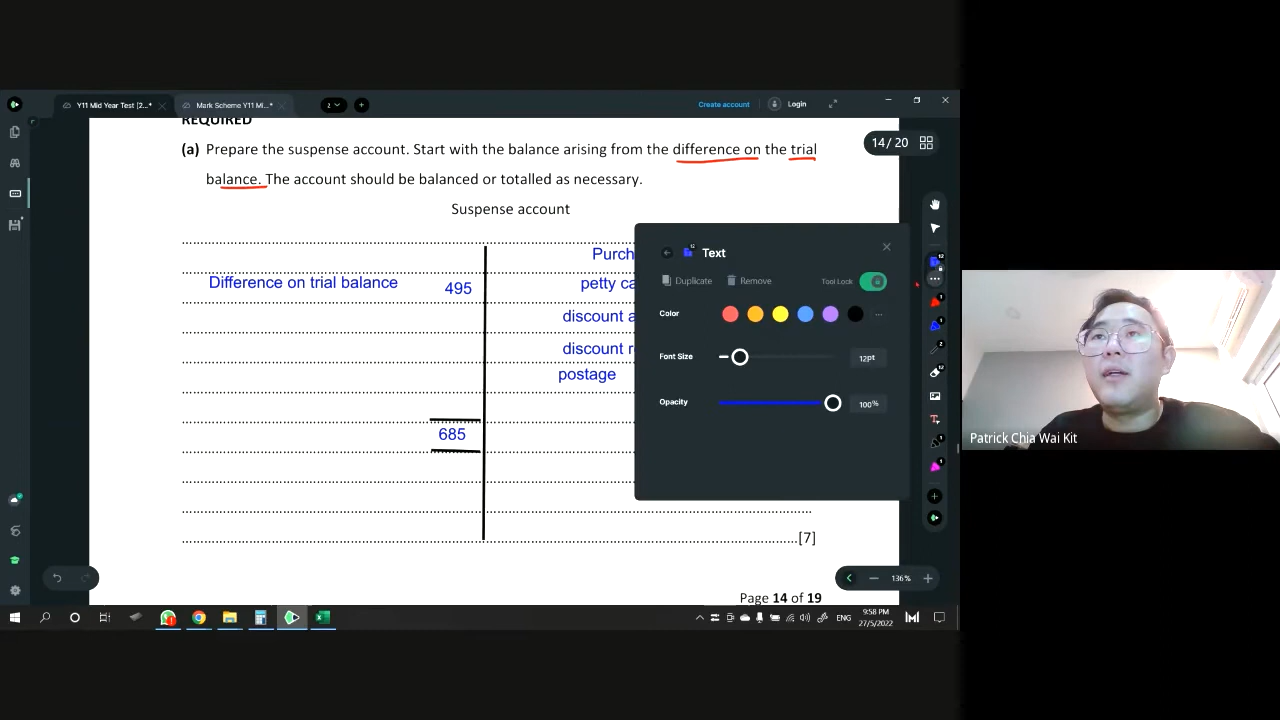 Y11 Mid Year Test [2...*
Mark Scheme Y11 Mi...*
2
Create account
Login
REQUIRED
14/20
(a) Prepare the suspense account. Start with the balance arising from the difference on the trial
balance. The account should be balanced or totalled as necessary.
Suspense account
Purch
Difference on trial balance 495 petty ca
discount a
discount r
postage
685
[7]
Page 14 of 19
12 Text
Duplicate Remove Tool Lock
Color
Font Size 12pt
Opacity 100%
136%
Patrick Chia Wai Kit
ENG
9:58 PM
27/5/2022